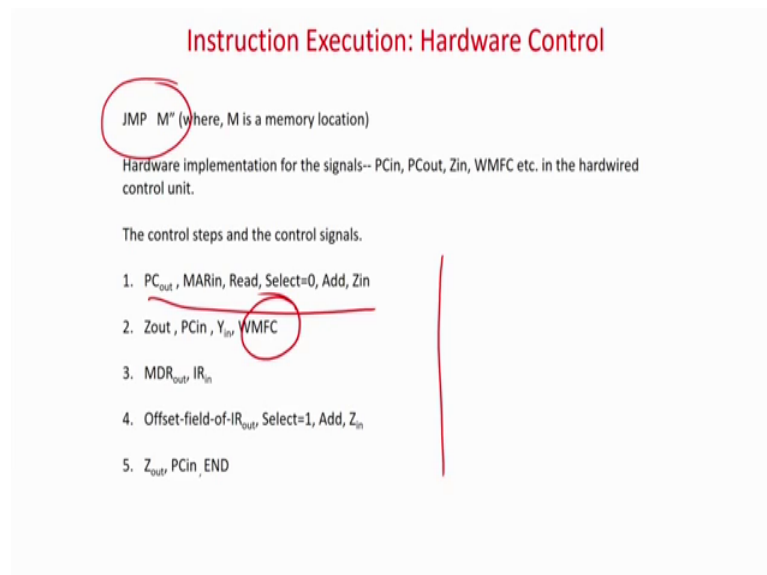 Instruction Execution: Hardware Control
JMP M” (where, M is a memory location)
Hardware implementation for the signals-- PCin, PCout, Zin, WMFC etc. in the hardwired
control unit.
The control steps and the control signals.
1. PCout , MARin, Read, Select=0, Add, Zin
2. Zout , PCin , Yin, WMFC
3. MDRout, IRin
4. Offset-field-of-IRout, Select=1, Add, Zin
5. Zout, PCin, END